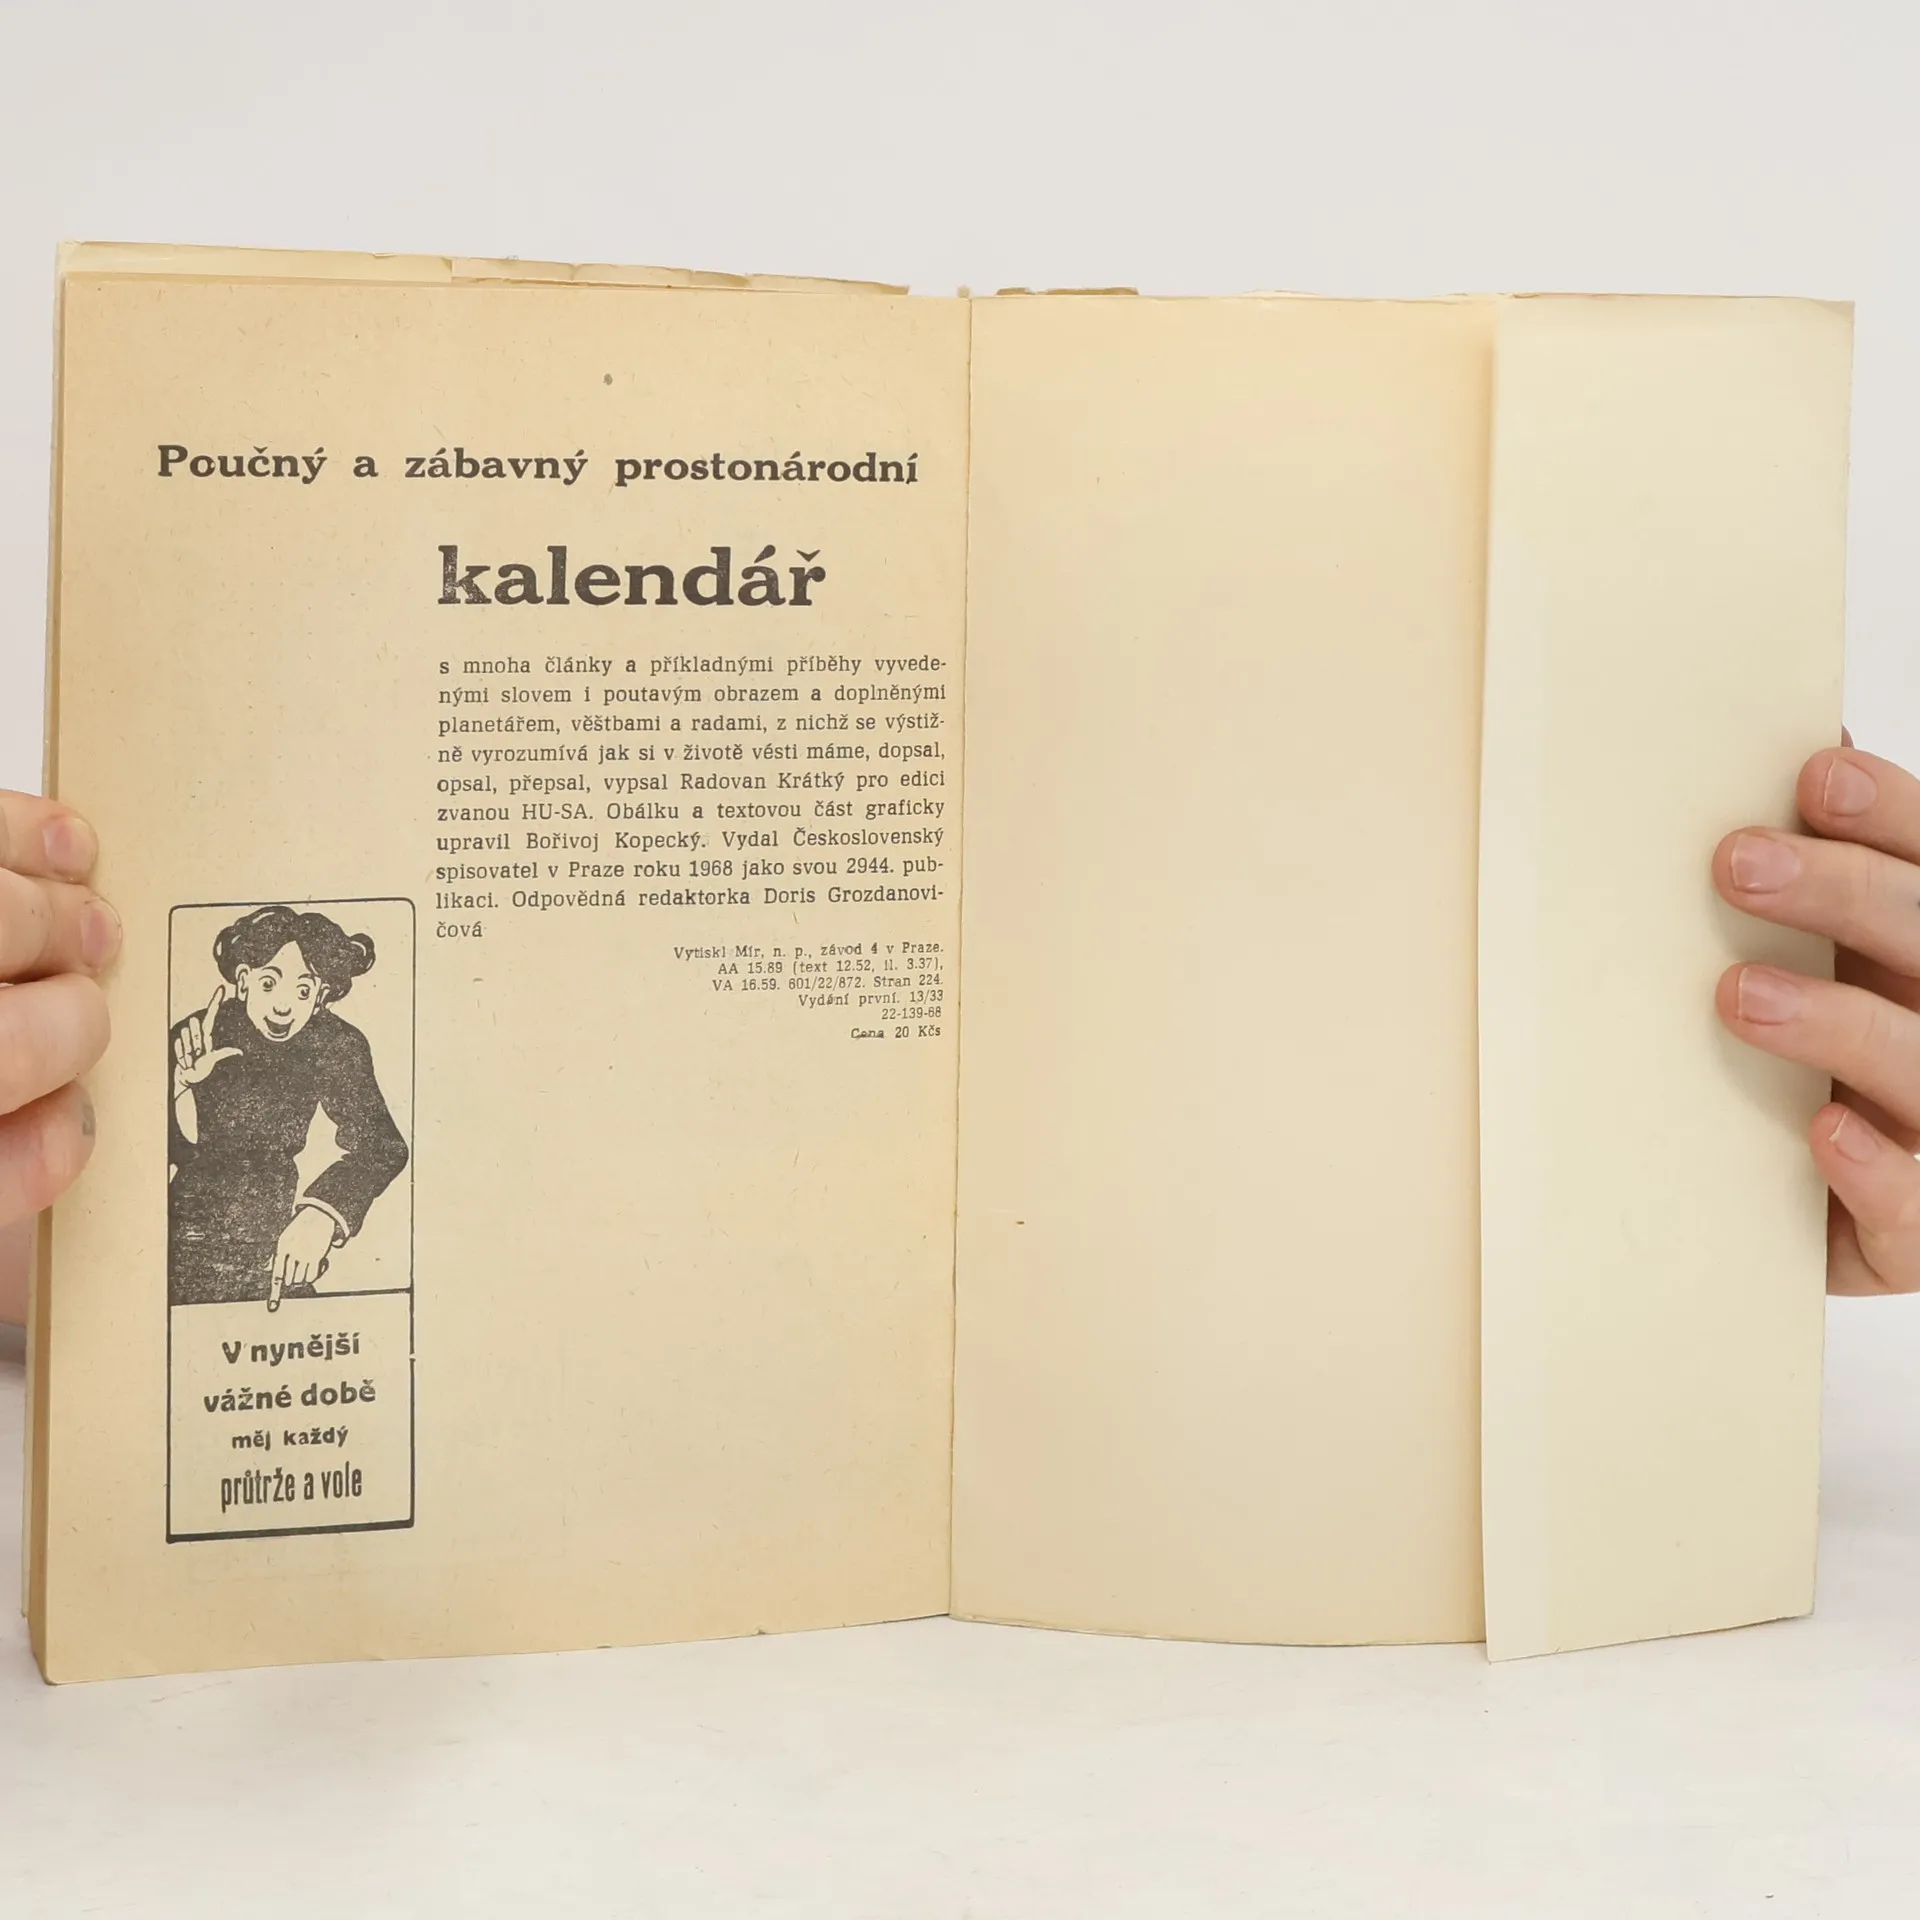 Poučný a zábavný prostonárodní
kalendář
s mnoha články a příkladnými příběhy vyvede-
nými slovem i poutavým obrazem a doplněnými
planetářem, věštbami a radami, z nichž se výstiž-
ně vyrozumívá jak si v životě vésti máme, dopsal,
opsal, přepsal, vypsal Radovan Krátký pro edici
zvanou HU-SA. Obálku a textovou část graficky
upravil Bořivoj Kopecký. Vydal Československý
spisovatel v Praze roku 1968 jako svou 2944. pub-
likaci. Odpovědná redaktorka Doris Grozdanovi-
čová
Vytiskl Mír, n. p., závod 4 v Praze.
AA 15.89 (text 12.52, il. 3.37),
VA 16.59. 601/22/872. Stran 224.
Vydání první. 13/33
22-139-68
Cena 20 Kčs
V nynější
vážné době
měj každý
průtrže a vole